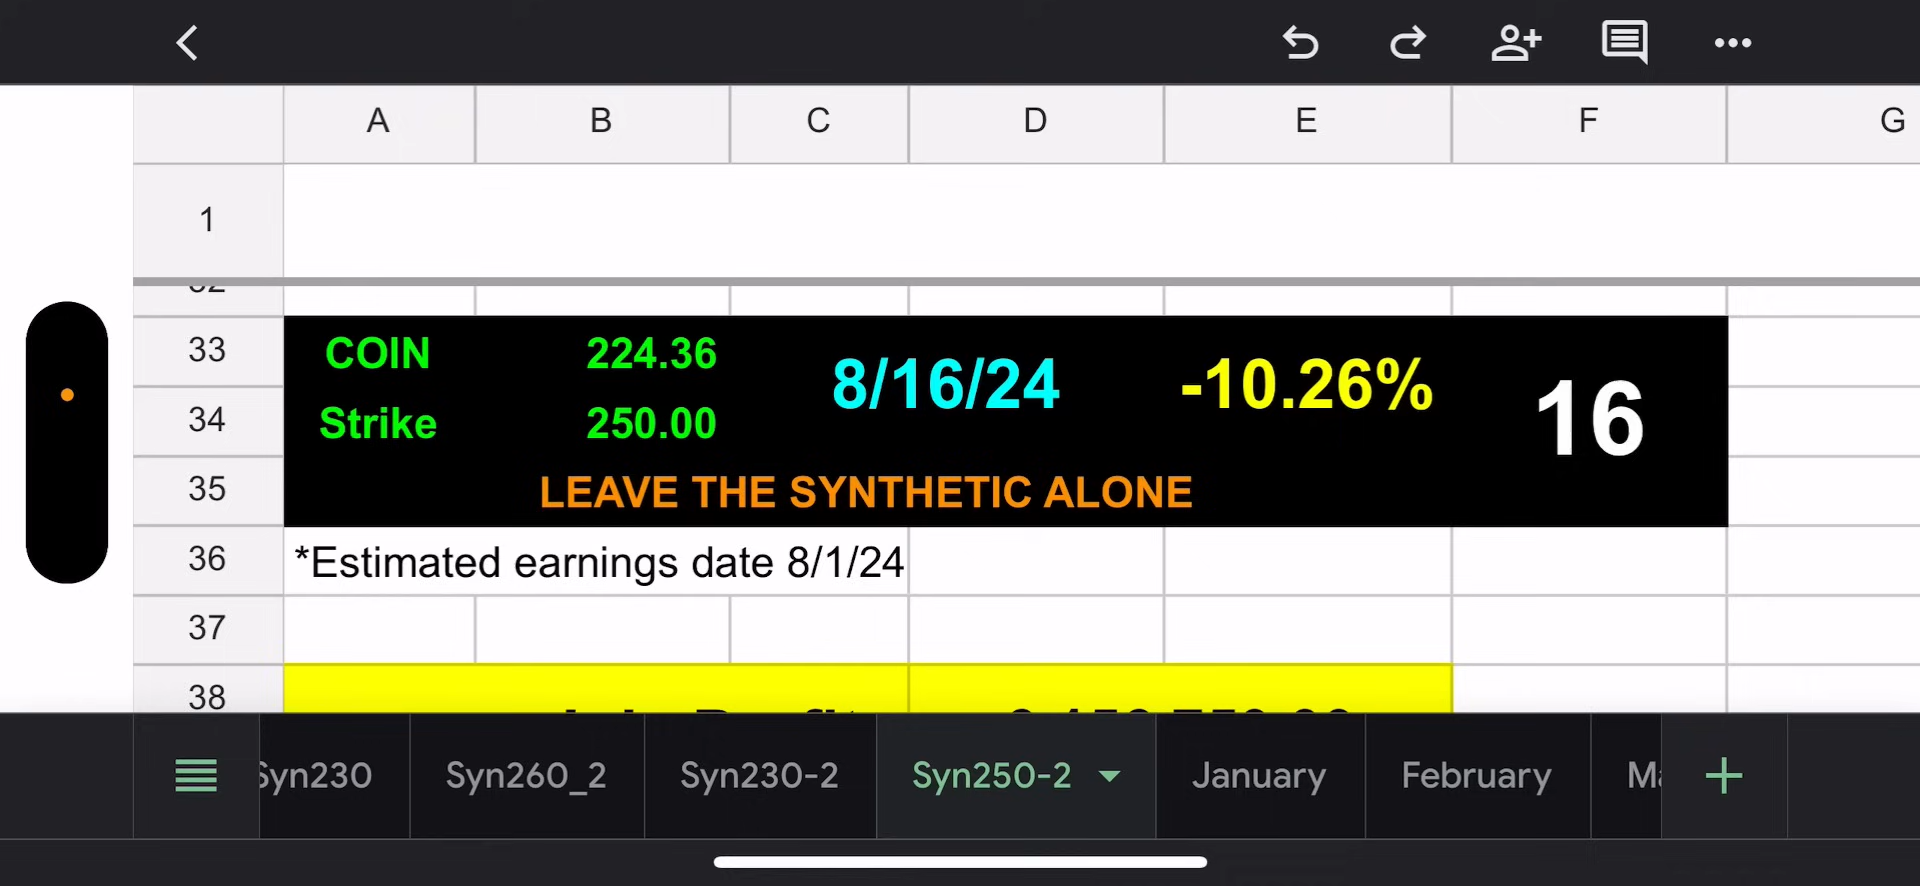 A B C D E F G
1
33 COIN 224.36 8/16/24 -10.26% 16
34 Strike 250.00
35 LEAVE THE SYNTHETIC ALONE
36 *Estimated earnings date 8/1/24
37
38
Syn230 Syn260_2 Syn230-2 Syn250-2 January February